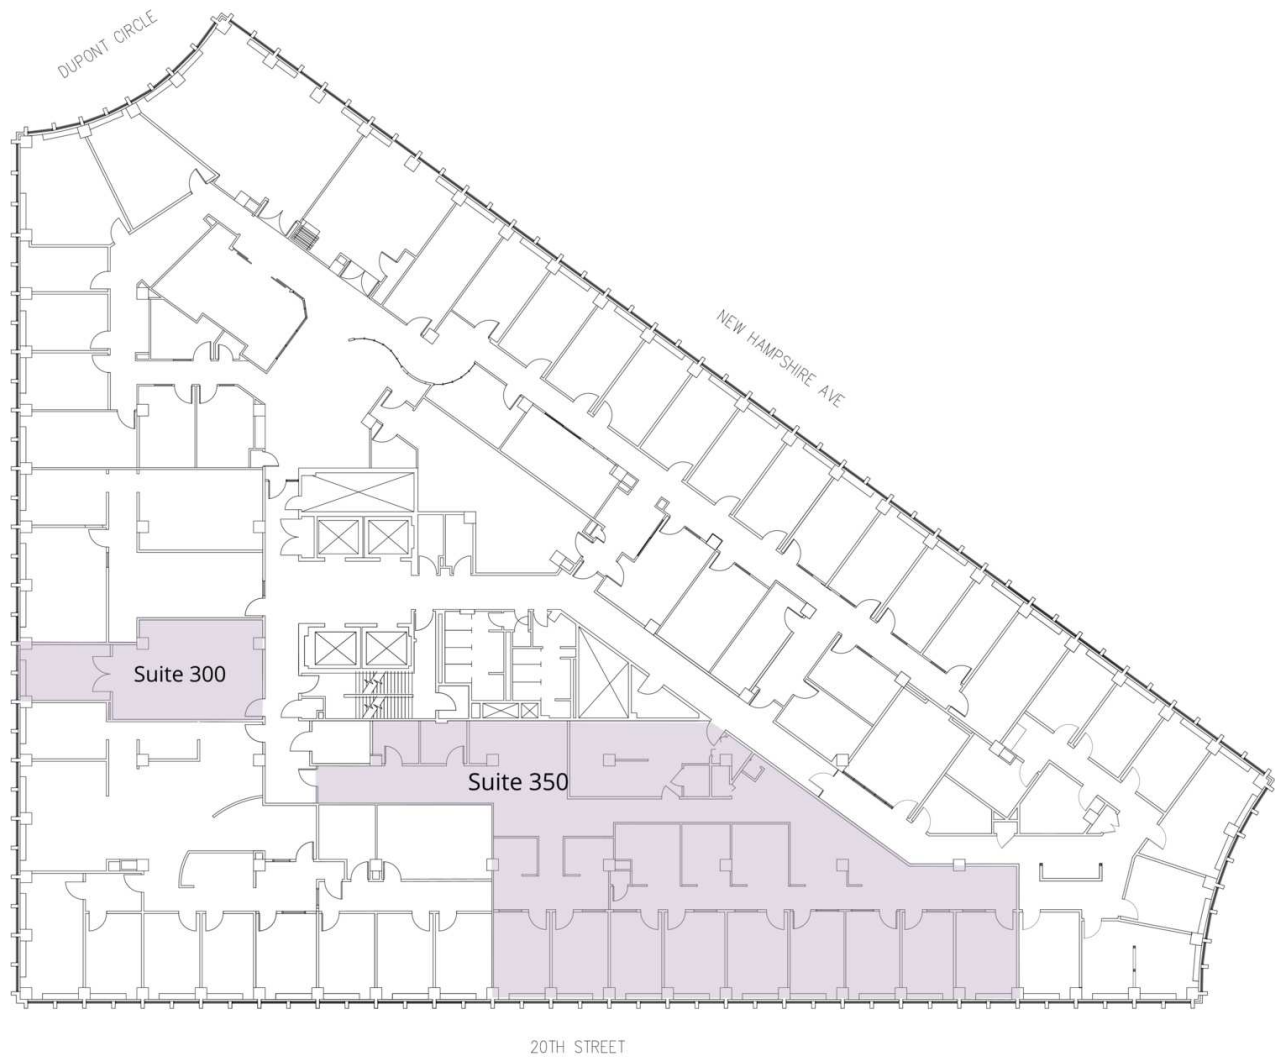 DUPONT CIRCLE
NEW HAMPSHIRE AVE
Suite 300
Suite 350
20TH STREET